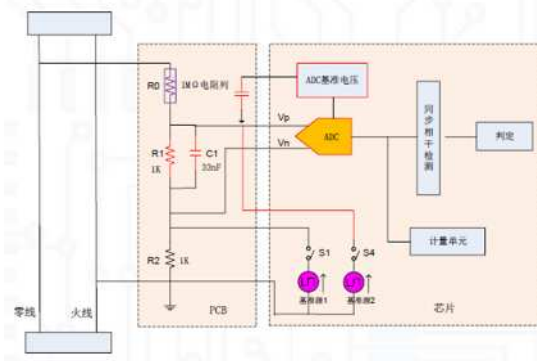 R0
1MΩ电阻列
ADC基准电压
Vp
ADC
Vn
R1
1K
C1
33nF
同步相干检测
判定
计量单元
R2
1K
S1
S4
基准源1
基准源2
零线
火线
PCB
芯片